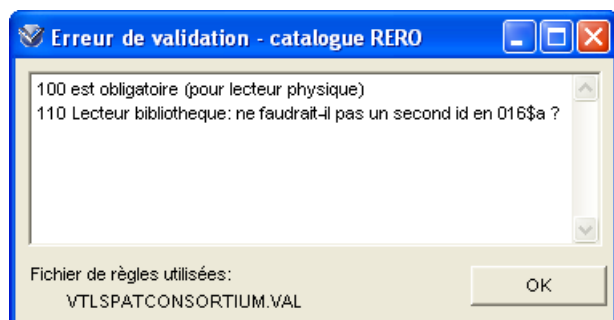 Erreur de validation - catalogue RERO
100 est obligatoire (pour lecteur physique)
110 Lecteur bibliotheque: ne faudrait-il pas un second id en 016$a ?
Fichier de règles utilisées:
VTLSPATCONSORTIUM.VAL
OK